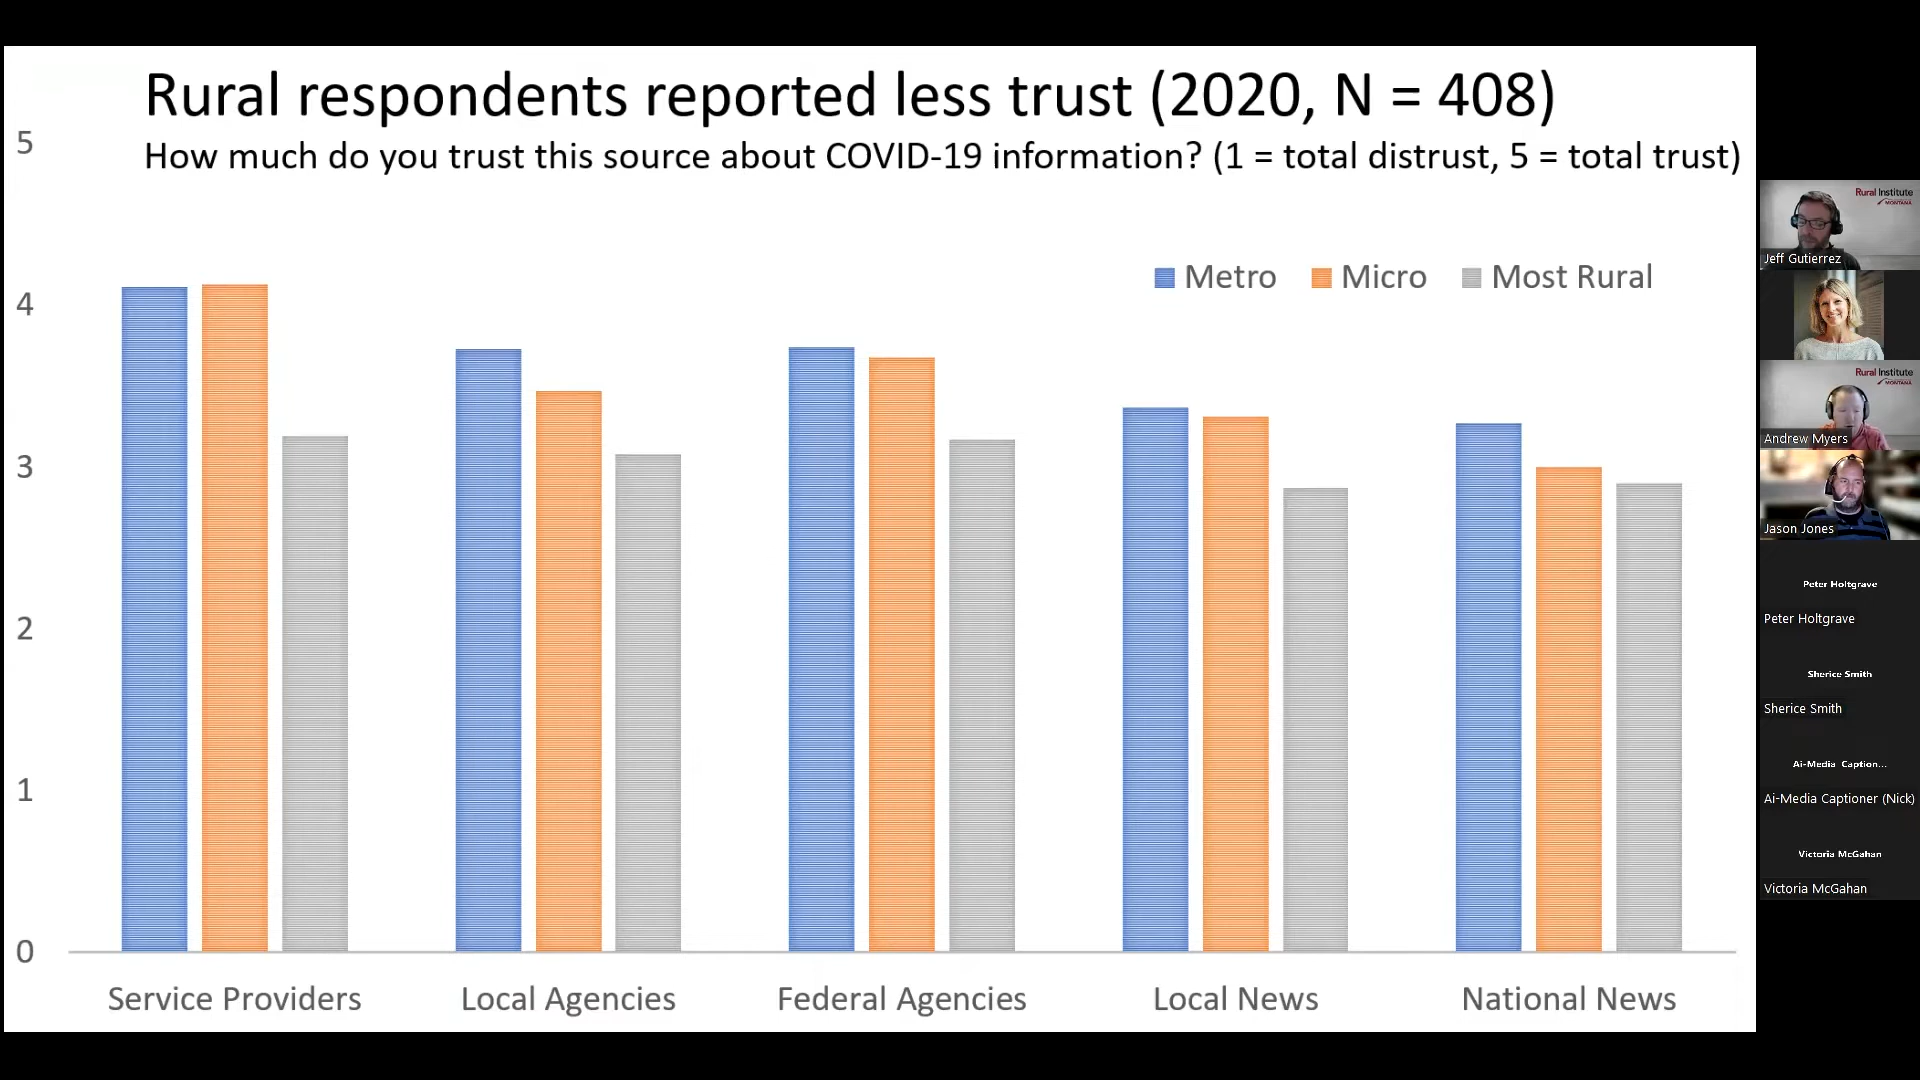 Rural respondents reported less trust (2020, N = 408)
How much do you trust this source about COVID-19 information? (1 = total distrust, 5 = total trust)
5
4
3
2
1
0
Metro
Micro
Most Rural
Service Providers
Local Agencies
Federal Agencies
Local News
National News
Rural Institute
MONTANA
Jeff Gutierrez
Rural Institute
MONTANA
Andrew Myers
Jason Jones
Peter Holtgrave
Peter Holtgrave
Sherice Smith
Sherice Smith
Ai-Media Caption...
Ai-Media Captioner (Nick)
Victoria McGahan
Victoria McGahan